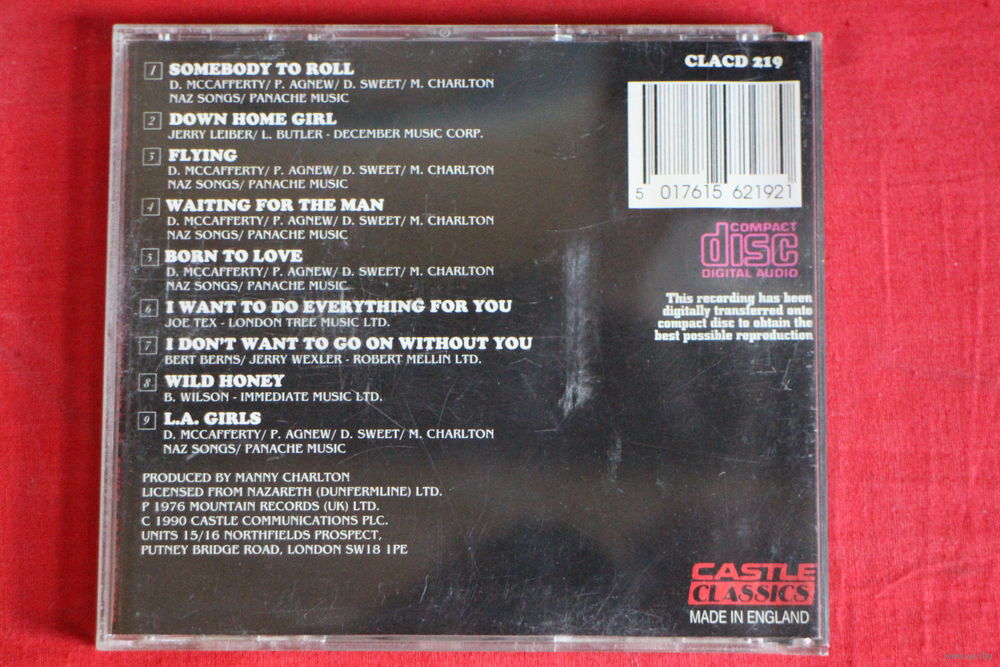 1 SOMEBODY TO ROLL
D. MCCAFFERTY/ P. AGNEW/ D. SWEET/ M. CHARLTON
NAZ SONGS/ PANACHE MUSIC
2 DOWN HOME GIRL
JERRY LEIBER/ L. BUTLER - DECEMBER MUSIC CORP.
3 FLYING
D. MCCAFFERTY/ P. AGNEW/ D. SWEET/ M. CHARLTON
NAZ SONGS/ PANACHE MUSIC
4 WAITING FOR THE MAN
D. MCCAFFERTY/ P. AGNEW/ D. SWEET/ M. CHARLTON
NAZ SONGS/ PANACHE MUSIC
5 BORN TO LOVE
D. MCCAFFERTY/ P. AGNEW/ D. SWEET/ M. CHARLTON
NAZ SONGS/ PANACHE MUSIC
6 I WANT TO DO EVERYTHING FOR YOU
JOE TEX - LONDON TREE MUSIC LTD.
7 I DON'T WANT TO GO ON WITHOUT YOU
BERT BERNS/ JERRY WEXLER - ROBERT MELLIN LTD.
8 WILD HONEY
B. WILSON - IMMEDIATE MUSIC LTD.
9 L.A. GIRLS
D. MCCAFFERTY/ P. AGNEW/ D. SWEET/ M. CHARLTON
NAZ SONGS/ PANACHE MUSIC
PRODUCED BY MANNY CHARLTON
LICENSED FROM NAZARETH (DUNFERMLINE) LTD.
P 1976 MOUNTAIN RECORDS (UK) LTD.
C 1990 CASTLE COMMUNICATIONS PLC.
UNITS 15/16 NORTHFIELDS PROSPECT,
PUTNEY BRIDGE ROAD, LONDON SW18 1PE
CLACD 219
5 017615 621921
COMPACT
disc
DIGITAL AUDIO
This recording has been
digitally transferred onto
compact disc to obtain the
best possible reproduction
CASTLE
CLASSICS
MADE IN ENGLAND